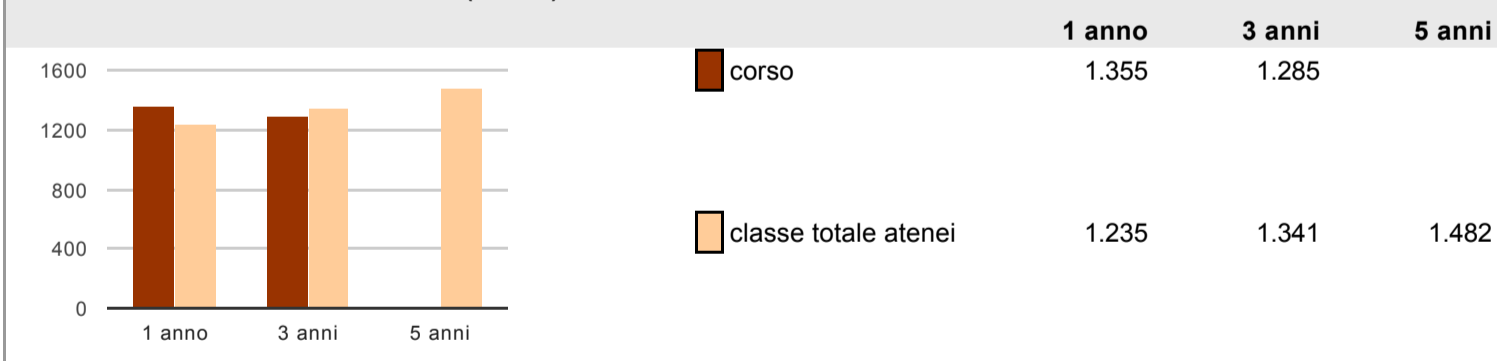 1 anno 3 anni 5 anni
1600
1200
800
400
0
1 anno 3 anni 5 anni
corso 1.355 1.285
classe totale atenei 1.235 1.341 1.482